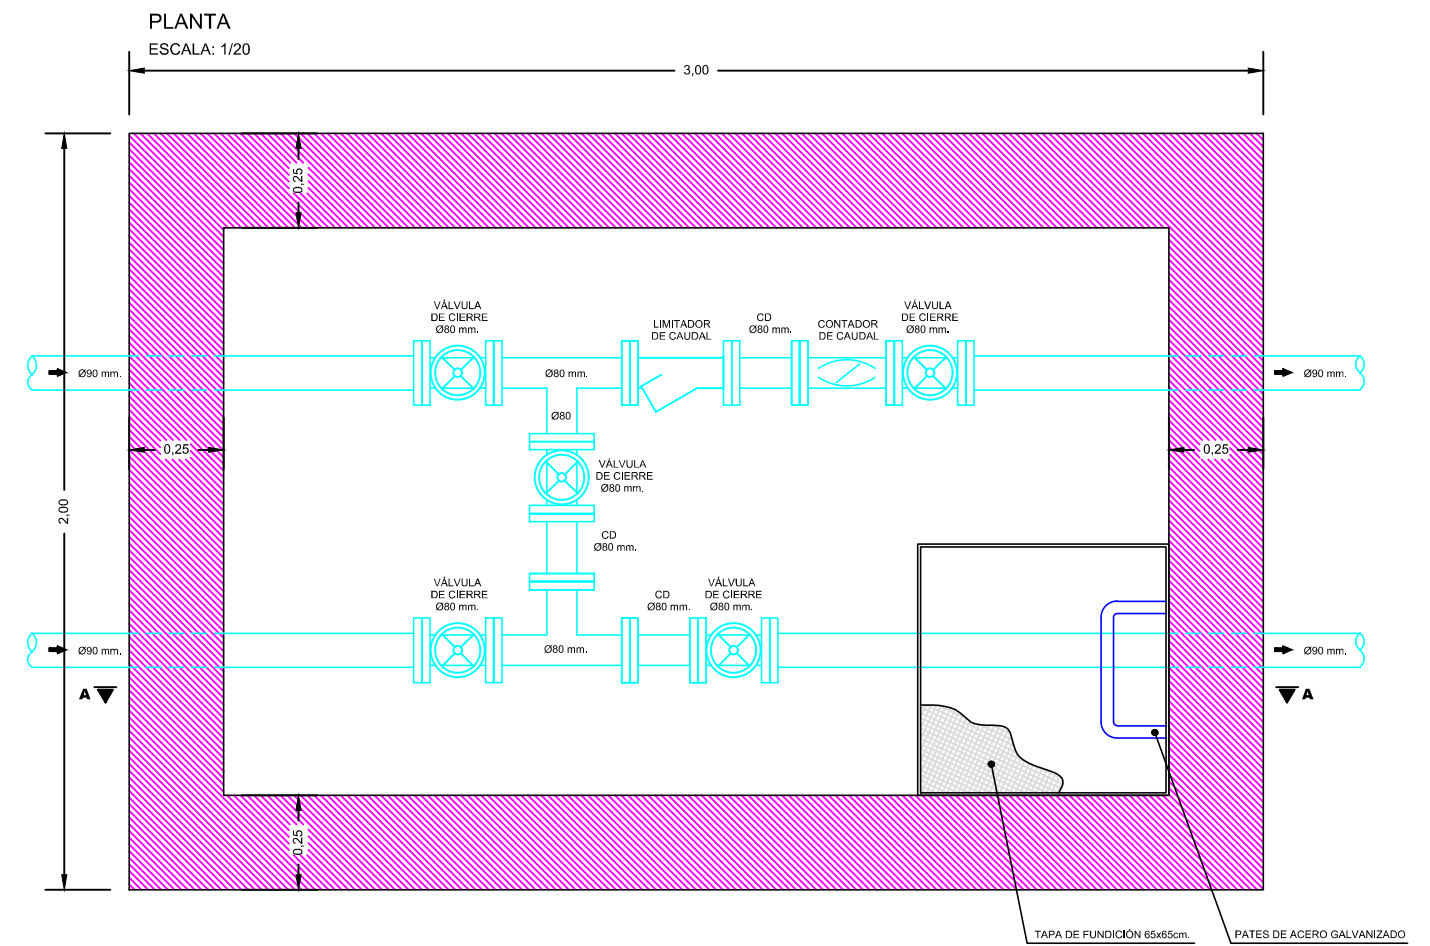 PLANTA
ESCALA: 1/20
3,00
0,25
VÁLVULA
DE CIERRE
Ø80 mm.
LIMITADOR
DE CAUDAL
CD
Ø80 mm.
CONTADOR
DE CAUDAL
VÁLVULA
DE CIERRE
Ø80 mm.
Ø90 mm.
Ø80 mm.
Ø90 mm.
Ø80
0,25
0,25
VÁLVULA
DE CIERRE
Ø80 mm.
2,00
CD
Ø80 mm.
VÁLVULA
DE CIERRE
Ø80 mm.
CD
Ø80 mm.
VÁLVULA
DE CIERRE
Ø80 mm.
Ø90 mm.
Ø80 mm.
Ø90 mm.
A
A
0,25
TAPA DE FUNDICIÓN 65x65cm.
PATES DE ACERO GALVANIZADO